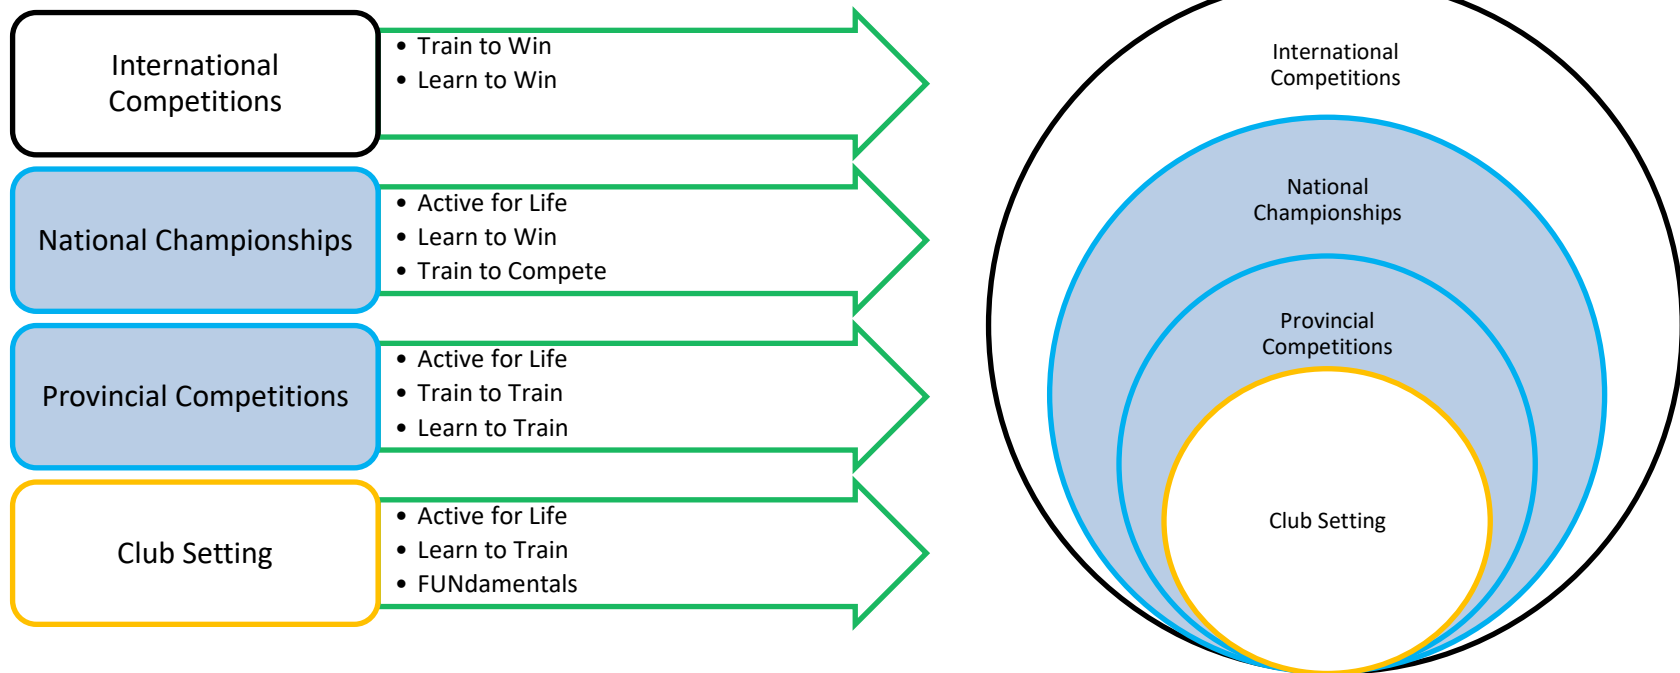 International
Competitions
• Train to Win
• Learn to Win
National Championships
• Active for Life
• Learn to Win
• Train to Compete
Provincial Competitions
• Active for Life
• Train to Train
• Learn to Train
Club Setting
• Active for Life
• Learn to Train
• FUNdamentals
International
Competitions
National
Championships
Provincial
Competitions
Club Setting